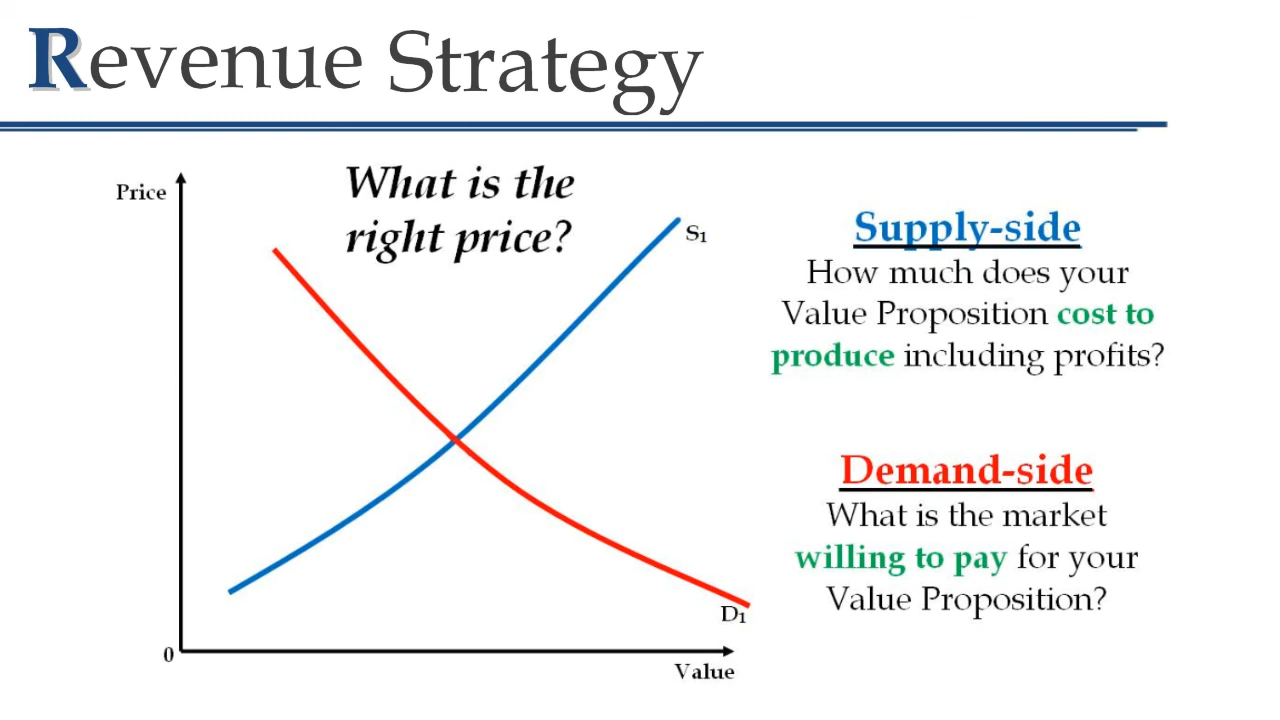 Revenue Strategy
What is the
right price?
Price
S₁
D₁
0
Value
Supply-side
How much does your
Value Proposition cost to
produce including profits?
Demand-side
What is the market
willing to pay for your
Value Proposition?